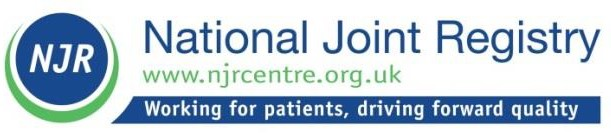 NJR
National Joint Registry
www.njrcentre.org.uk
Working for patients, driving forward quality